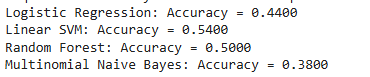 Logistic Regression: Accuracy = 0.4400
Linear SVM: Accuracy = 0.5400
Random Forest: Accuracy = 0.5000
Multinomial Naive Bayes: Accuracy = 0.3800